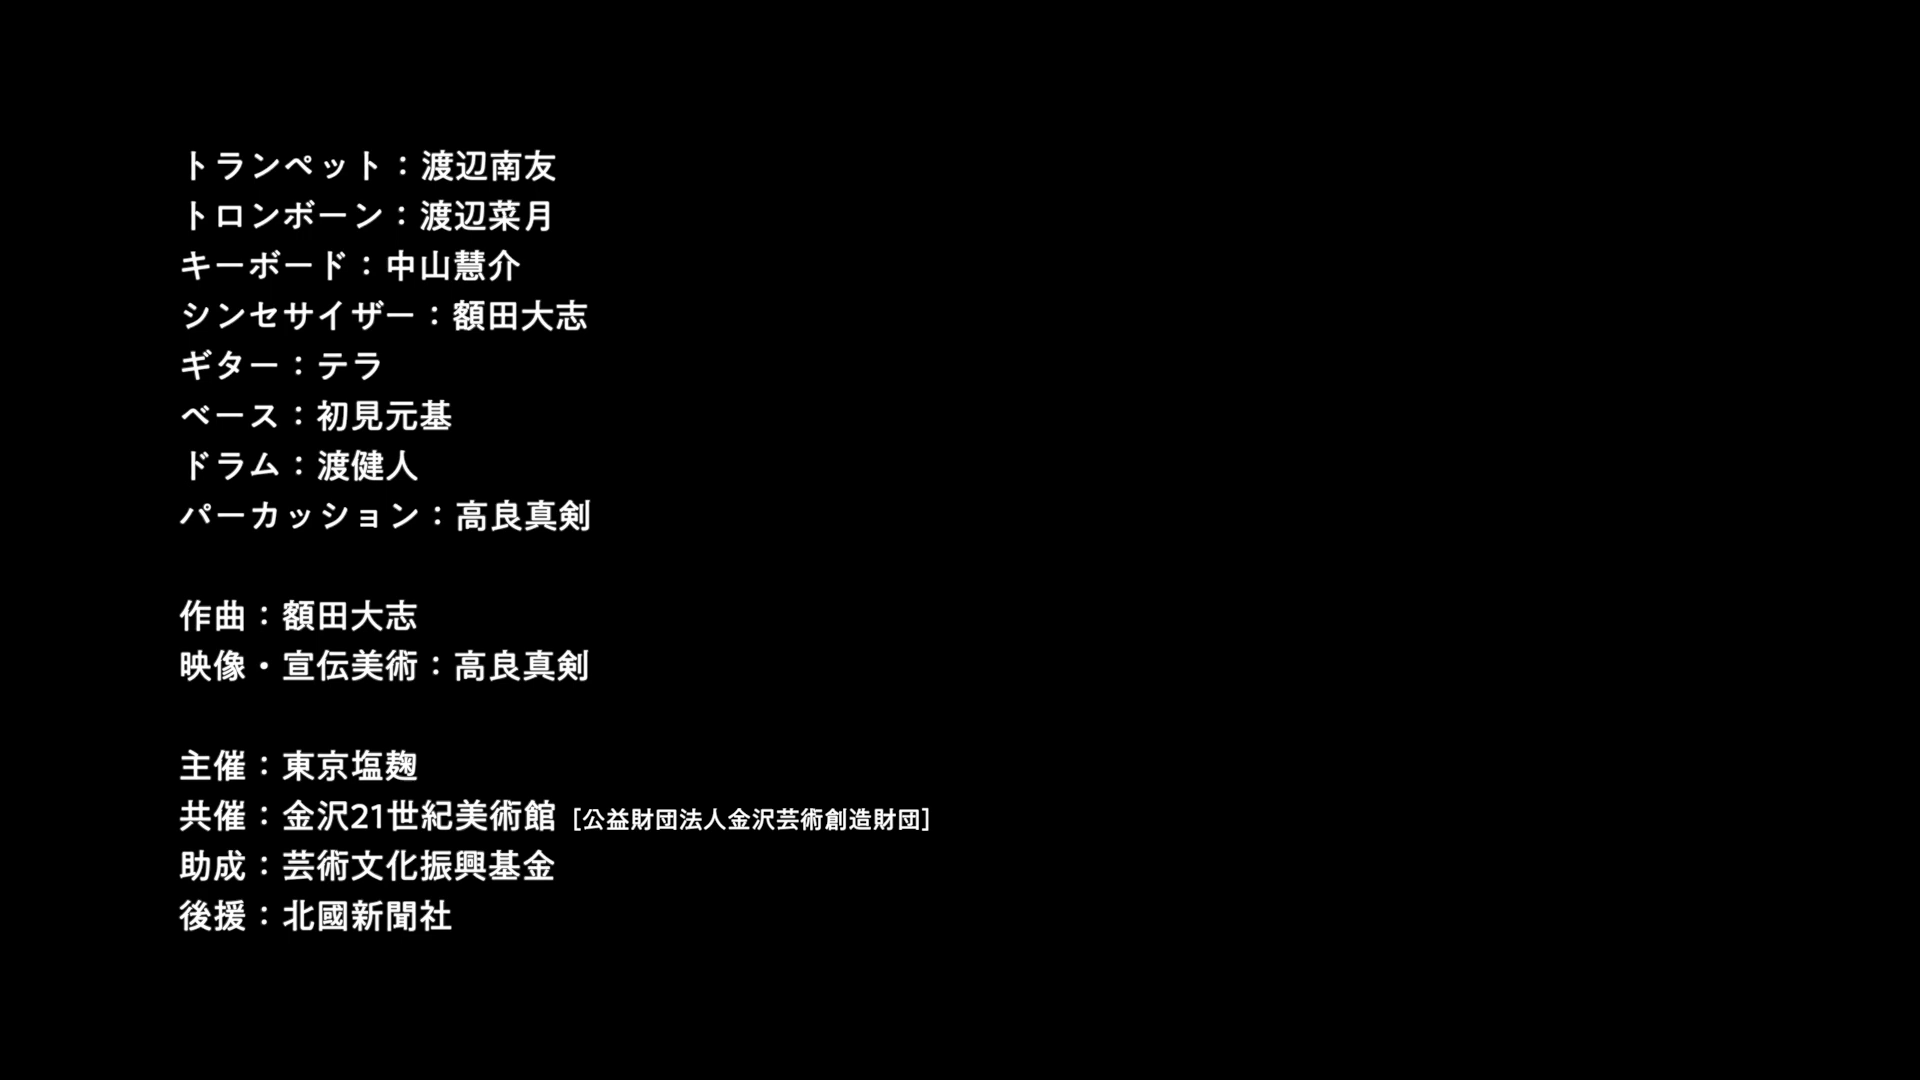 トランペット：渡辺南友
トロンボーン：渡辺菜月
キーボード：中山慧介
シンセサイザー：額田大志
ギター：テラ
ベース：初見元基
ドラム：渡健人
パーカッション：高良真剣
作曲：額田大志
映像・宣伝美術：高良真剣
主催：東京塩麹
共催：金沢21世紀美術館［公益財団法人金沢芸術創造財団］
助成：芸術文化振興基金
後援：北國新聞社